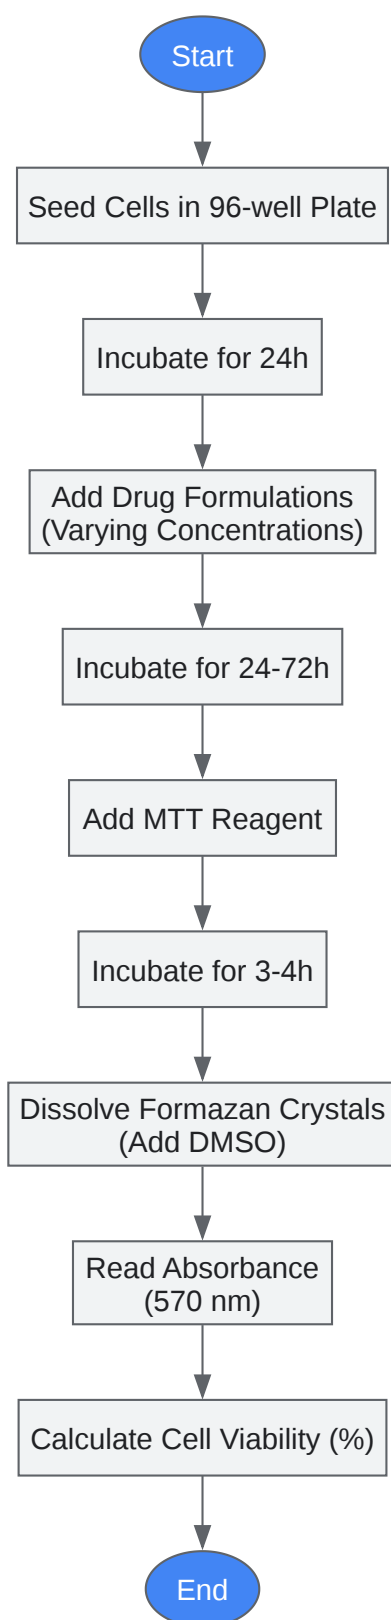 Start
Seed Cells in 96-well Plate
Incubate for 24h
Add Drug Formulations
(Varying Concentrations)
Incubate for 24-72h
Add MTT Reagent
Incubate for 3-4h
Dissolve Formazan Crystals
(Add DMSO)
Read Absorbance
(570 nm)
Calculate Cell Viability (%)
End